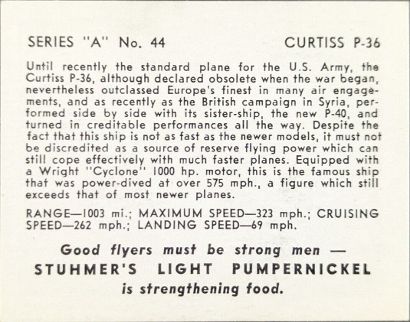 SERIES "A" No. 44 CURTISS P-36
Until recently the standard plane for the U.S. Army, the
Curtiss P-36, although declared obsolete when the war began,
nevertheless outclassed Europe's finest in many air engage-
ments, and as recently as the British campaign in Syria, per-
formed side by side with its sister-ship, the new P-40, and
turned in creditable performances all the way. Despite the
fact that this ship is not as fast as the newer models, it must not
be discredited as a source of reserve flying power which can
still cope effectively with much faster planes. Equipped with
a Wright "Cyclone" 1000 hp. motor, this is the famous ship
that was power-dived at over 575 mph., a figure which still
exceeds that of most newer planes.
RANGE—1003 mi.; MAXIMUM SPEED—323 mph.; CRUISING
SPEED—262 mph.; LANDING SPEED—69 mph.
Good flyers must be strong men —
STUHMER'S LIGHT PUMPERNICKEL
is strengthening food.